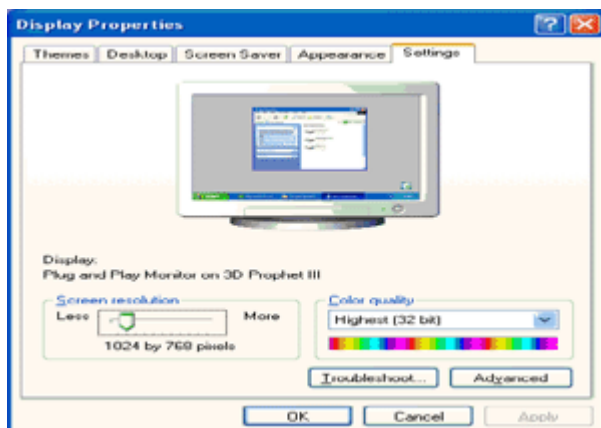 Display Properties
Themes Desktop Screen Saver Appearance Settings
Display:
Plug and Play Monitor on 3D Prophet III
Screen resolution
Less More
1024 by 768 pixels
Color quality
Highest (32 bit)
Troubleshoot... Advanced
OK Cancel Apply